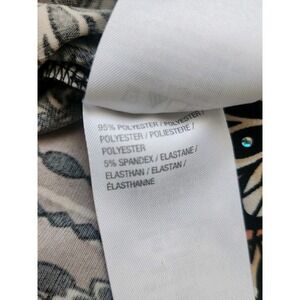 95% POLYESTER / POLYESTER /
POLYESTER / POLIESTERE /
POLYESTER
5% SPANDEX / ELASTANE /
ELASTHAN / ELASTAN /
ÉLASTHANNE